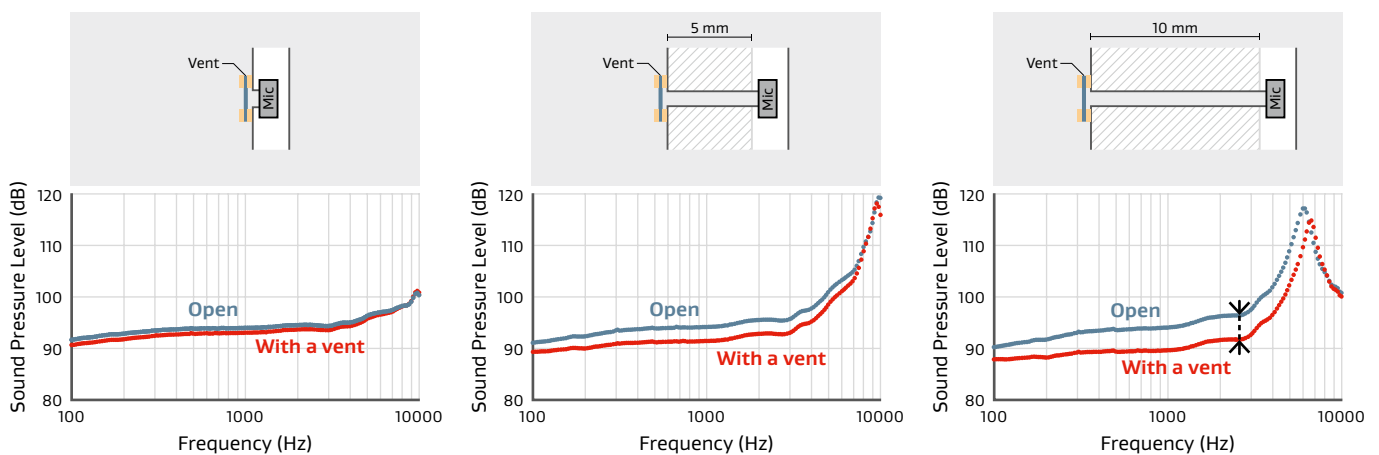 Vent
Mic
5 mm
Vent
Mic
10 mm
Vent
Mic
Sound Pressure Level (dB)
120
110
100
90
80
Open
With a vent
100
1000
10000
Frequency (Hz)
Sound Pressure Level (dB)
120
110
100
90
80
Open
With a vent
100
1000
10000
Frequency (Hz)
Sound Pressure Level (dB)
120
110
100
90
80
Open
With a vent
100
1000
10000
Frequency (Hz)